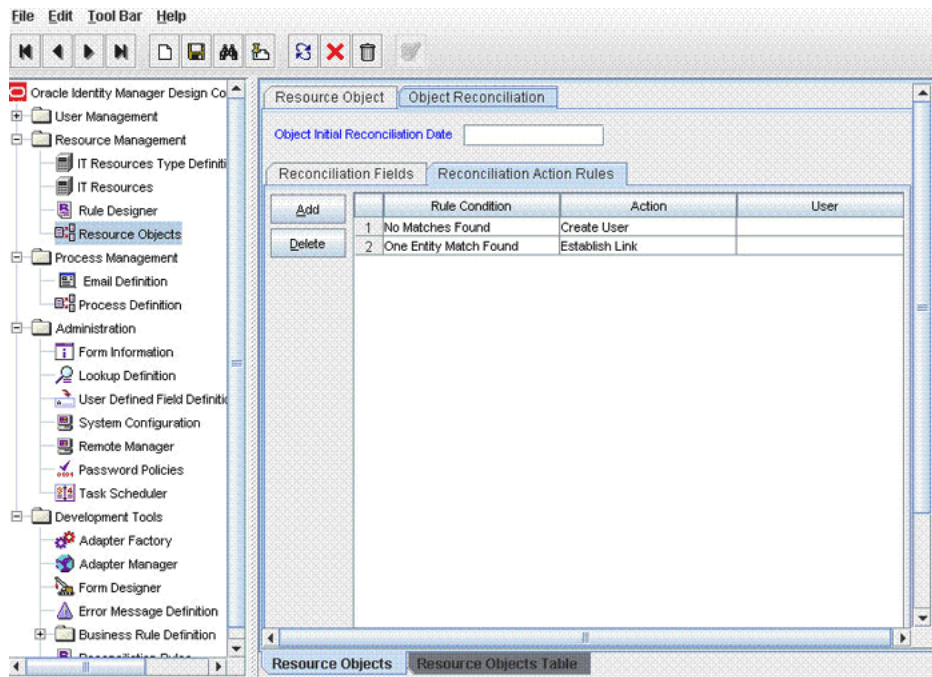 File Edit Tool Bar Help
Oracle Identity Manager Design Co
User Management
Resource Management
IT Resources Type Definiti
IT Resources
Rule Designer
Resource Objects
Process Management
Email Definition
Process Definition
Administration
Form Information
Lookup Definition
User Defined Field Definitio
System Configuration
Remote Manager
Password Policies
Task Scheduler
Development Tools
Adapter Factory
Adapter Manager
Form Designer
Error Message Definition
Business Rule Definition
Reconciliation Rules
Resource Object Object Reconciliation
Object Initial Reconciliation Date
Reconciliation Fields Reconciliation Action Rules
Add
Delete
Rule Condition Action User
1 No Matches Found Create User
2 One Entity Match Found Establish Link
Resource Objects Resource Objects Table